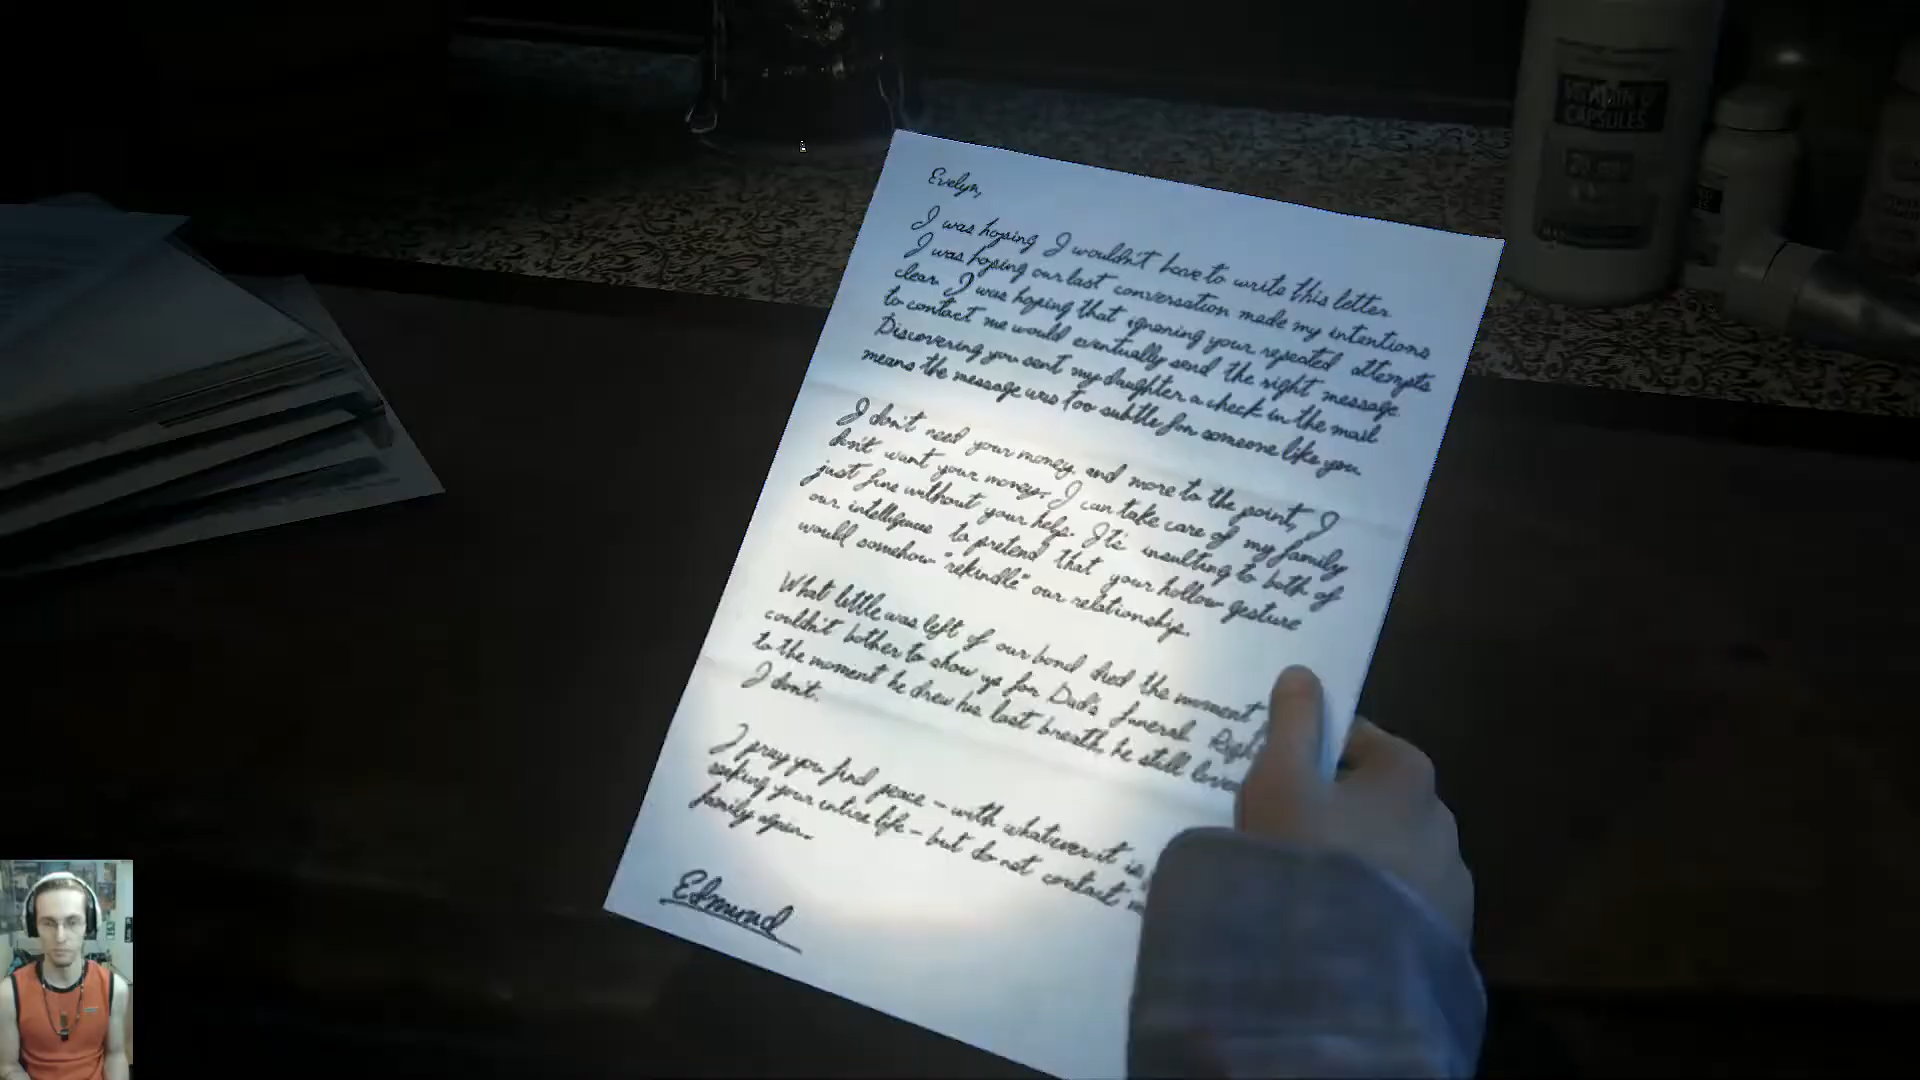 Evelyn,
I was hoping I wouldn't have to write this letter.
I was hoping our last conversation made my intentions
clear. I was hoping that ignoring your repeated attempts
to contact me would eventually send the right message.
Discovering you sent my daughter a check in the mail
means the message was too subtle for someone like you.
I don't need your money, and more to the point, I
don't want your money. I can take care of my family
just fine without your help. It's insulting to both of
our intelligences to pretend that your hollow gesture
would somehow "rekindle" our relationship.
What little was left of our bond died the moment
couldn't bother to show up for Dad's funeral. Righ
to the moment he drew his last breath, he still love
I don't.
I pray you find peace - with whatever it is
seeking your entire life - but do not contact m
family again.
Edmund
CAPSULES